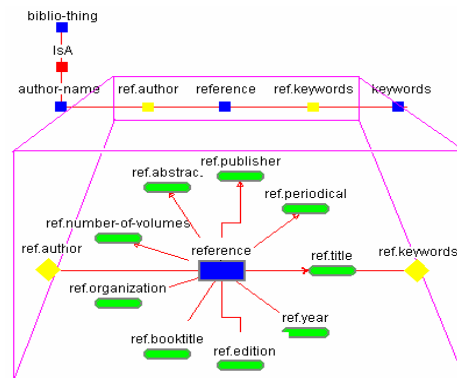 biblio-thing
IsA
author-name ref.author reference ref.keywords keywords
ref.publisher
ref.abstrac.
ref.periodical
ref.number-of-volumes
ref.author reference ref.keywords
ref.title
ref.organization
ref.year
ref.booktitle
ref.edition